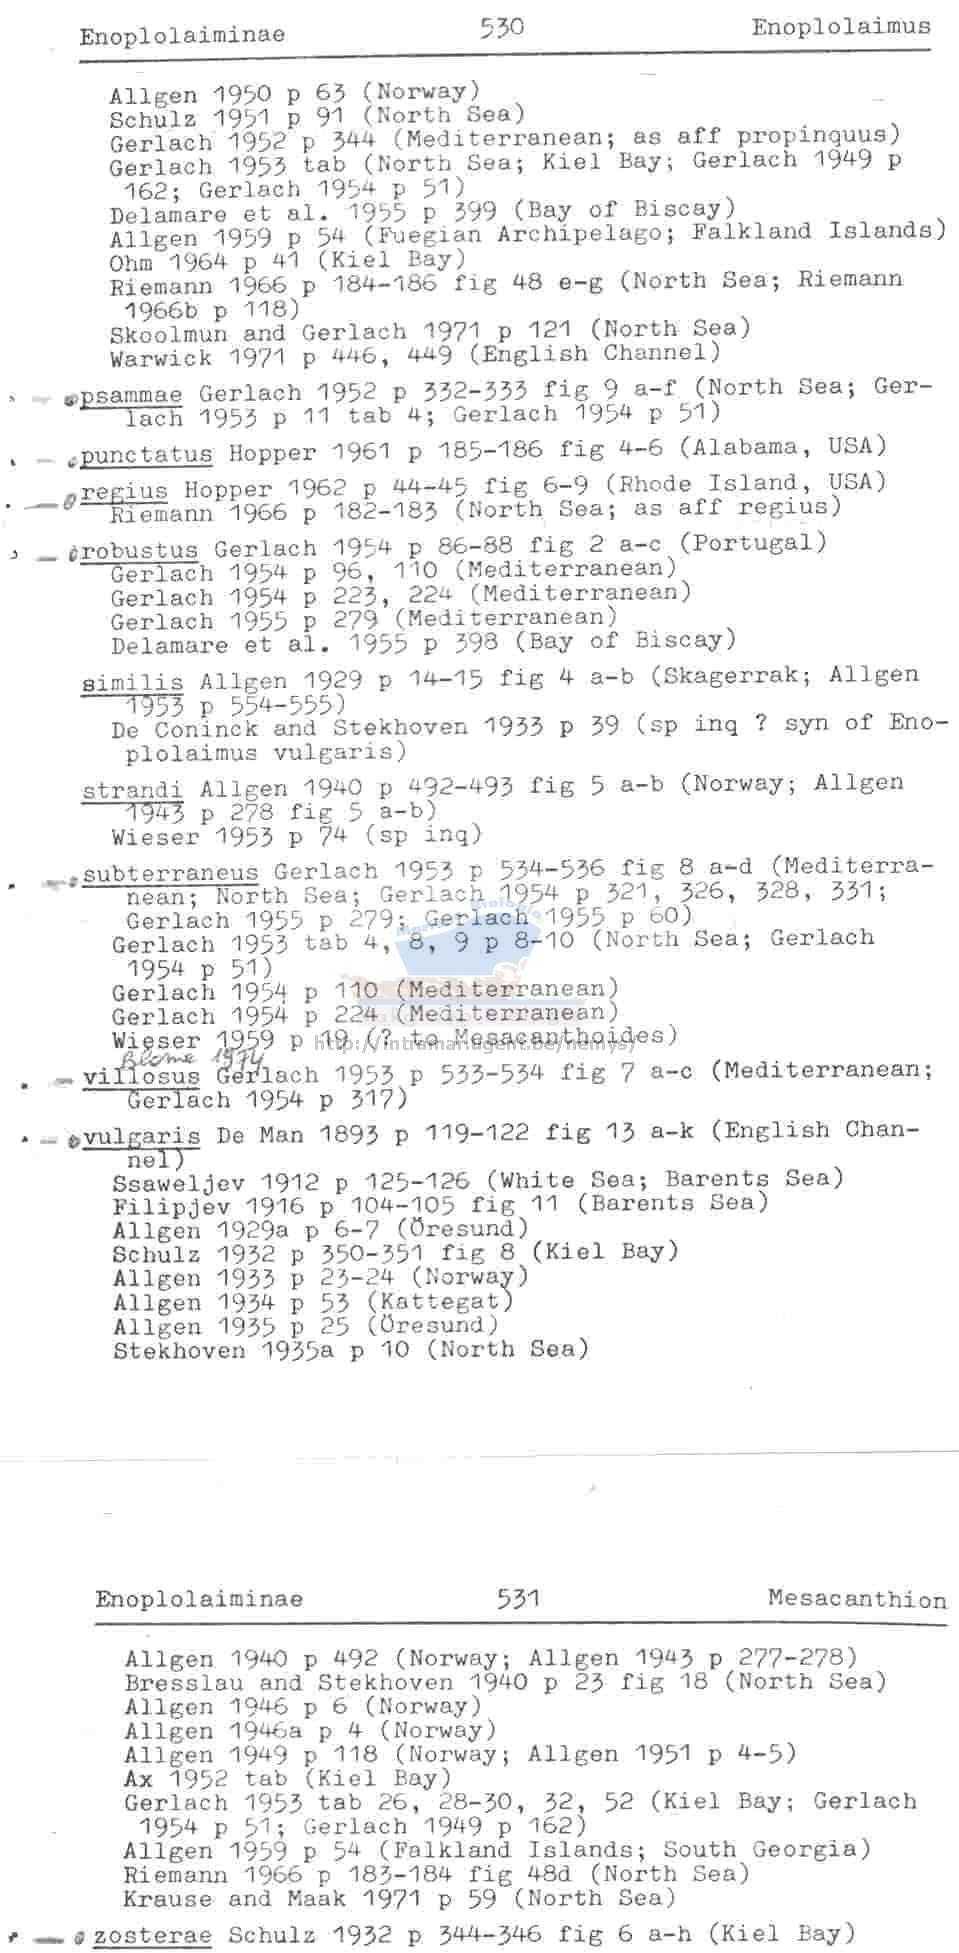 Enoplolaiminae 530 Enoplolaimus
Allgen 1950 p 63 (Norway)
Schulz 1951 p 91 (North Sea)
Gerlach 1952 p 344 (Mediterranean; as aff propinquus)
Gerlach 1953 tab (North Sea; Kiel Bay; Gerlach 1949 p
162; Gerlach 1954 p 51)
Delamare et al. 1955 p 399 (Bay of Biscay)
Allgen 1959 p 54 (Fuegian Archipelago; Falkland Islands)
Ohm 1964 p 41 (Kiel Bay)
Riemann 1966 p 184-186 fig 48 e-g (North Sea; Riemann
1966b p 118)
Skoolmun and Gerlach 1971 p 121 (North Sea)
Warwick 1971 p 446, 449 (English Channel)
psammae Gerlach 1952 p 332-333 fig 9 a-f (North Sea; Ger-
lach 1953 p 11 tab 4; Gerlach 1954 p 51)
punctatus Hopper 1961 p 185-186 fig 4-6 (Alabama, USA)
regius Hopper 1962 p 44-45 fig 6-9 (Rhode Island, USA)
Riemann 1966 p 182-183 (North Sea; as aff regius)
robustus Gerlach 1954 p 86-88 fig 2 a-c (Portugal)
Gerlach 1954 p 96, 110 (Mediterranean)
Gerlach 1954 p 223, 224 (Mediterranean)
Gerlach 1955 p 279 (Mediterranean)
Delamare et al. 1955 p 398 (Bay of Biscay)
similis Allgen 1929 p 14-15 fig 4 a-b (Skagerrak; Allgen
1953 p 554-555)
De Coninck and Stekhoven 1933 p 39 (sp inq ? syn of Eno-
plolaimus vulgaris)
strandi Allgen 1940 p 492-493 fig 5 a-b (Norway; Allgen
1943 p 278 fig 5 a-b)
Wieser 1953 p 74 (sp inq)
subterraneus Gerlach 1953 p 534-536 fig 8 a-d (Mediterra-
nean; North Sea; Gerlach 1954 p 321, 326, 328, 331;
Gerlach 1955 p 279; Gerlach 1955 p 60)
Gerlach 1953 tab 4, 8, 9 p 8-10 (North Sea; Gerlach
1954 p 51)
Gerlach 1954 p 110 (Mediterranean)
Gerlach 1954 p 224 (Mediterranean)
Wieser 1959 p 19 (? to Mesacanthoides)
http://intramar.ugent.be/nemys/
Blome 1974
villosus Gerlach 1953 p 533-534 fig 7 a-c (Mediterranean;
Gerlach 1954 p 317)
vulgaris De Man 1893 p 119-122 fig 13 a-k (English Chan-
nel)
Ssaweljev 1912 p 125-126 (White Sea; Barents Sea)
Filipjev 1916 p 104-105 fig 11 (Barents Sea)
Allgen 1929a p 6-7 (Öresund)
Schulz 1932 p 350-351 fig 8 (Kiel Bay)
Allgen 1933 p 23-24 (Norway)
Allgen 1934 p 53 (Kattegat)
Allgen 1935 p 25 (Öresund)
Stekhoven 1935a p 10 (North Sea)
Enoplolaiminae 531 Mesacanthion
Allgen 1940 p 492 (Norway; Allgen 1943 p 277-278)
Bresslau and Stekhoven 1940 p 23 fig 18 (North Sea)
Allgen 1946 p 6 (Norway)
Allgen 1946a p 4 (Norway)
Allgen 1949 p 118 (Norway; Allgen 1951 p 4-5)
Ax 1952 tab (Kiel Bay)
Gerlach 1953 tab 26, 28-30, 32, 52 (Kiel Bay; Gerlach
1954 p 51; Gerlach 1949 p 162)
Allgen 1959 p 54 (Falkland Islands; South Georgia)
Riemann 1966 p 183-184 fig 48d (North Sea)
Krause and Maak 1971 p 59 (North Sea)
zosterae Schulz 1932 p 344-346 fig 6 a-h (Kiel Bay)